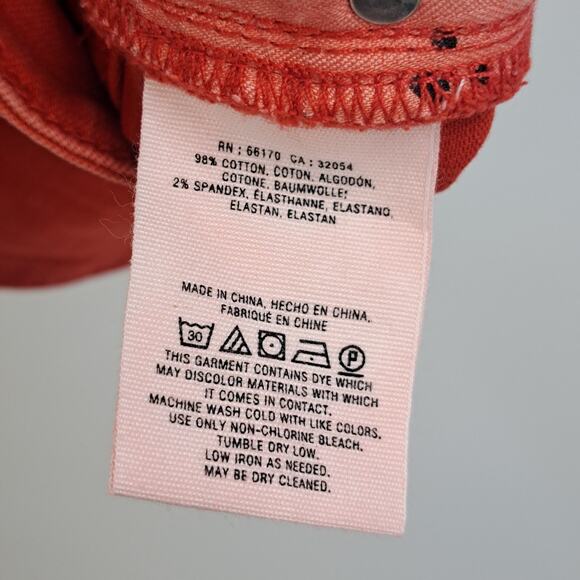 RN : 66170 CA : 32054
98% COTTON, COTON, ALGODÓN,
COTONE, BAUMWOLLE;
2% SPANDEX, ÉLASTHANNE, ELASTANO,
ELASTAN, ELASTAN
MADE IN CHINA, HECHO EN CHINA,
FABRIQUÉ EN CHINE
30 P
THIS GARMENT CONTAINS DYE WHICH
MAY DISCOLOR MATERIALS WITH WHICH
IT COMES IN CONTACT.
MACHINE WASH COLD WITH LIKE COLORS.
USE ONLY NON-CHLORINE BLEACH.
TUMBLE DRY LOW.
LOW IRON AS NEEDED.
MAY BE DRY CLEANED.